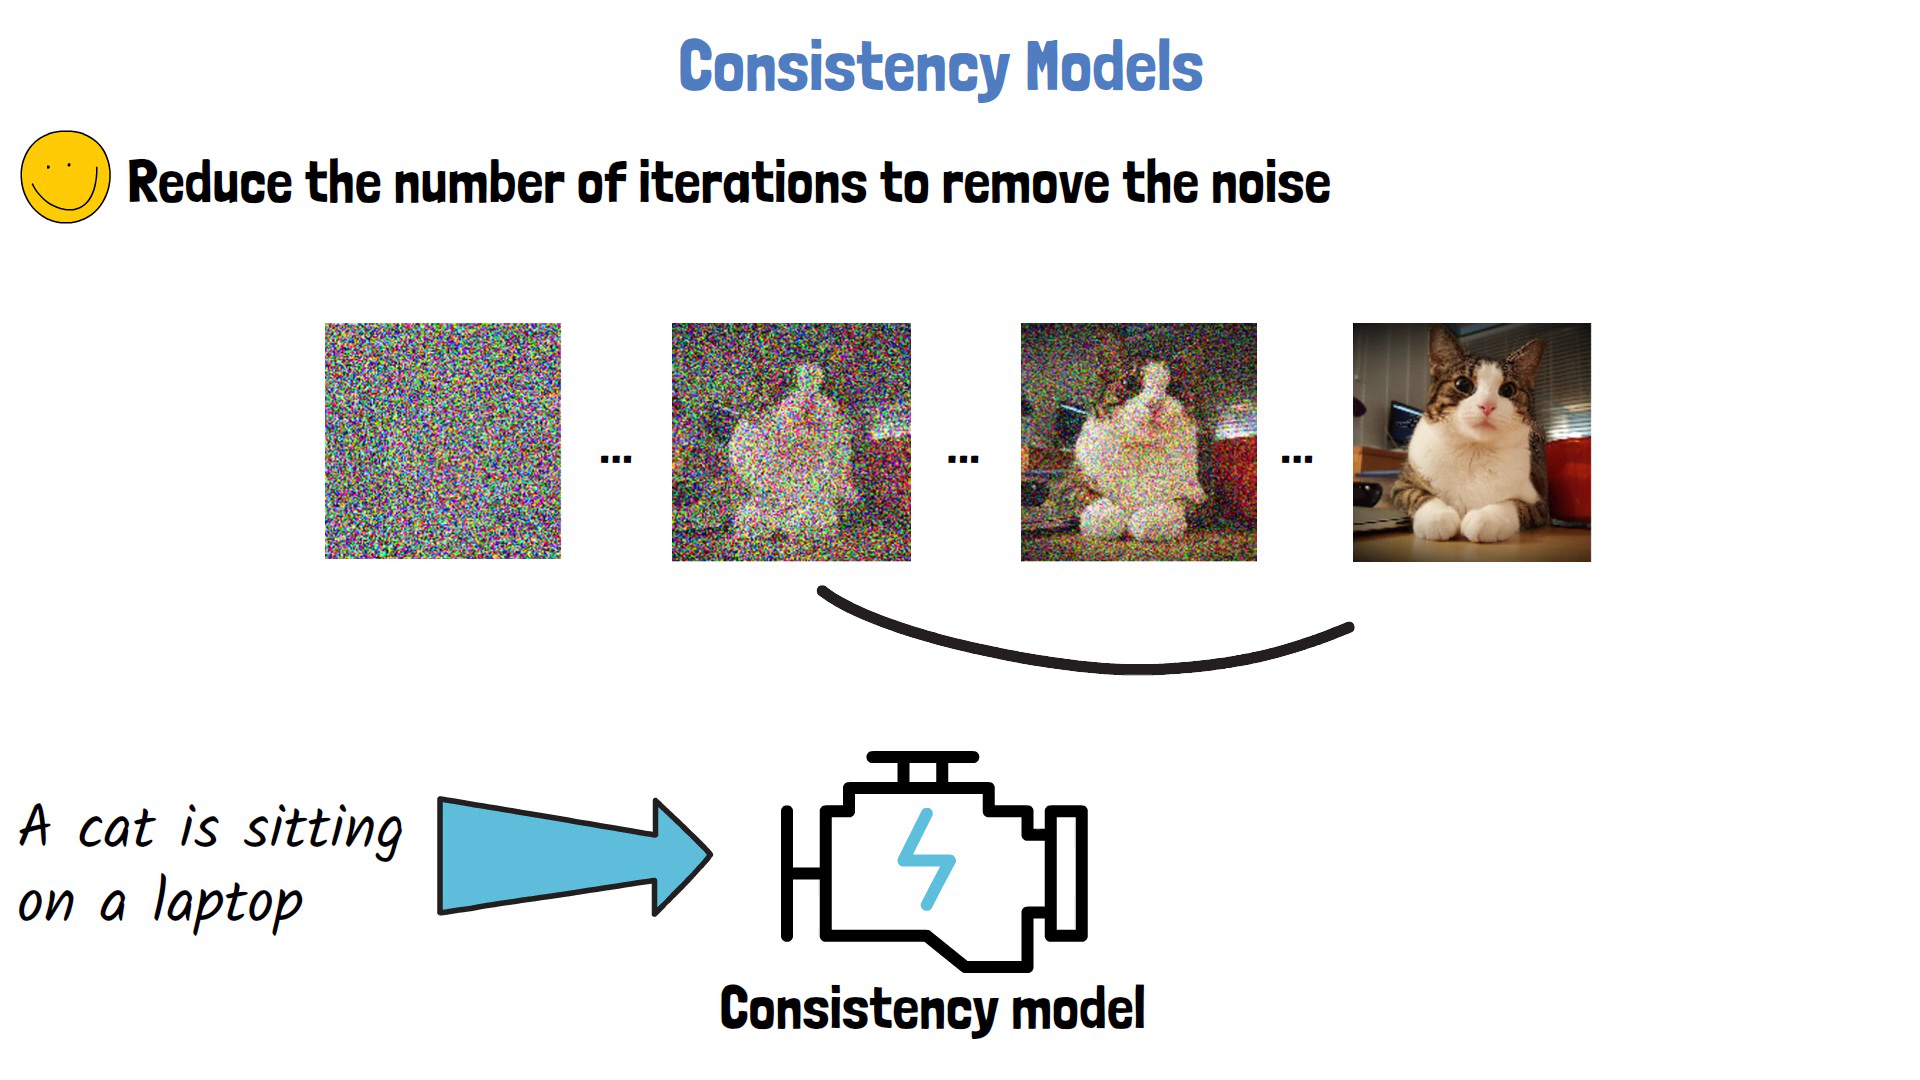 Consistency Models
Reduce the number of iterations to remove the noise
... ... ...
A cat is sitting
on a laptop
Consistency model